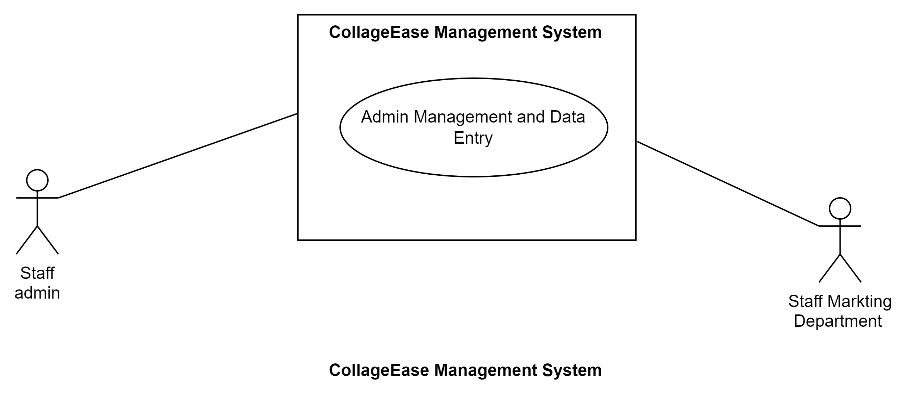 CollageEase Management System
Admin Management and Data
Entry
Staff
admin
Staff Markting
Department
CollageEase Management System